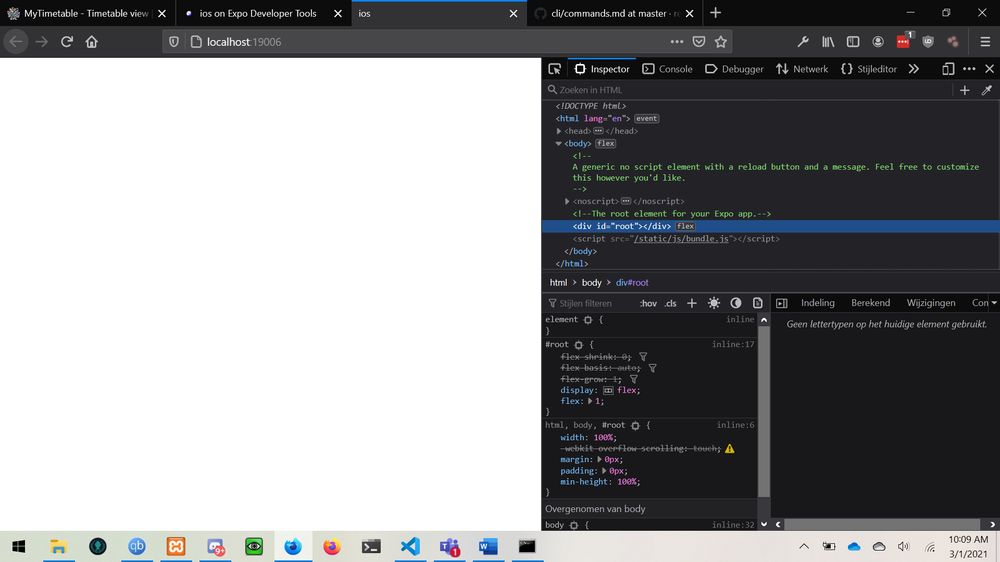 MyTimetable - Timetable view
ios on Expo Developer Tools
ios
cli/commands.md at master · re
localhost:19006
1
Inspector
Console
Debugger
Netwerk
Stijleditor
Zoeken in HTML
<!DOCTYPE html>
<html lang="en"> event
<head> ••• </head>
<body> flex
<!--
A generic no script element with a reload button and a message. Feel free to customize
this however you'd like.
-->
<noscript> ••• </noscript>
<!--The root element for your Expo app.-->
<div id="root"></div> flex
<script src="/static/js/bundle.js"></script>
</body>
</html>
html > body > div#root
Stijlen filteren :hov .cls
Indeling Berekend Wijzigingen Con
element { inline
}
#root { inline:17
flex-shrink: 0;
flex-basis: auto;
flex-grow: 1;
display: flex;
flex: 1;
}
html, body, #root { inline:6
width: 100%;
-webkit-overflow-scrolling: touch;
margin: 0px;
padding: 0px;
min-height: 100%;
}
Overgenomen van body
body { inline:32
Geen lettertypen op het huidige element gebruikt.
qb
9+
T
1
W
10:09 AM
3/1/2021